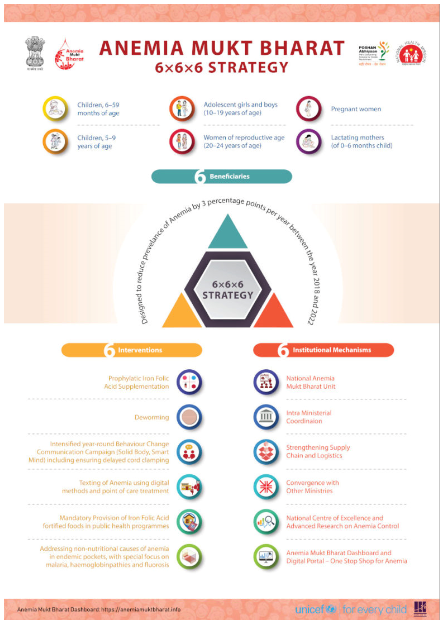 Anemia
Mukt
Bharat
ANEMIA MUKT BHARAT
6×6×6 STRATEGY
POSHAN
Abhiyaan
Children, 6–59
months of age
Adolescent girls and boys
(10–19 years of age)
Pregnant women
Children, 5–9
years of age
Women of reproductive age
(20–24 years of age)
Lactating mothers
(of 0–6 months child)
6 Beneficiaries
Designed to reduce prevelance of Anemia by 3 percentage points per year between the year 2018 and 2022
6×6×6
STRATEGY
6 Interventions
Prophylatic Iron Folic
Acid Supplementation
Deworming
Intensified year-round Behaviour Change
Communication Campaign (Solid Body, Smart
Mind) including ensuring delayed cord clamping
Texting of Anemia using digital
methods and point of care treatment
Mandatory Provision of Iron Folic Acid
fortified foods in public health programmes
Addressing non-nutritional causes of anemia
in endemic pockets, with special focus on
malaria, haemoglobinpathies and fluorosis
6 Institutional Mechanisms
National Anemia
Mukt Bharat Unit
Intra Ministerial
Coordinaion
Strengthening Supply
Chain and Logistics
Convergence with
Other Ministries
National Centre of Excellence and
Advanced Research on Anemia Control
Anemia Mukt Bharat Dashboard and
Digital Portal – One Stop Shop for Anemia
Anemia Mukt Bharat Dashboard: https://anemiamuktbharat.info
unicef for every child
IEG